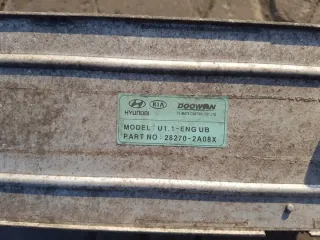 HYUNDAI KIA DOOWON
MODEL : U1.1-ENG UB
PART NO : 28270-2A08X